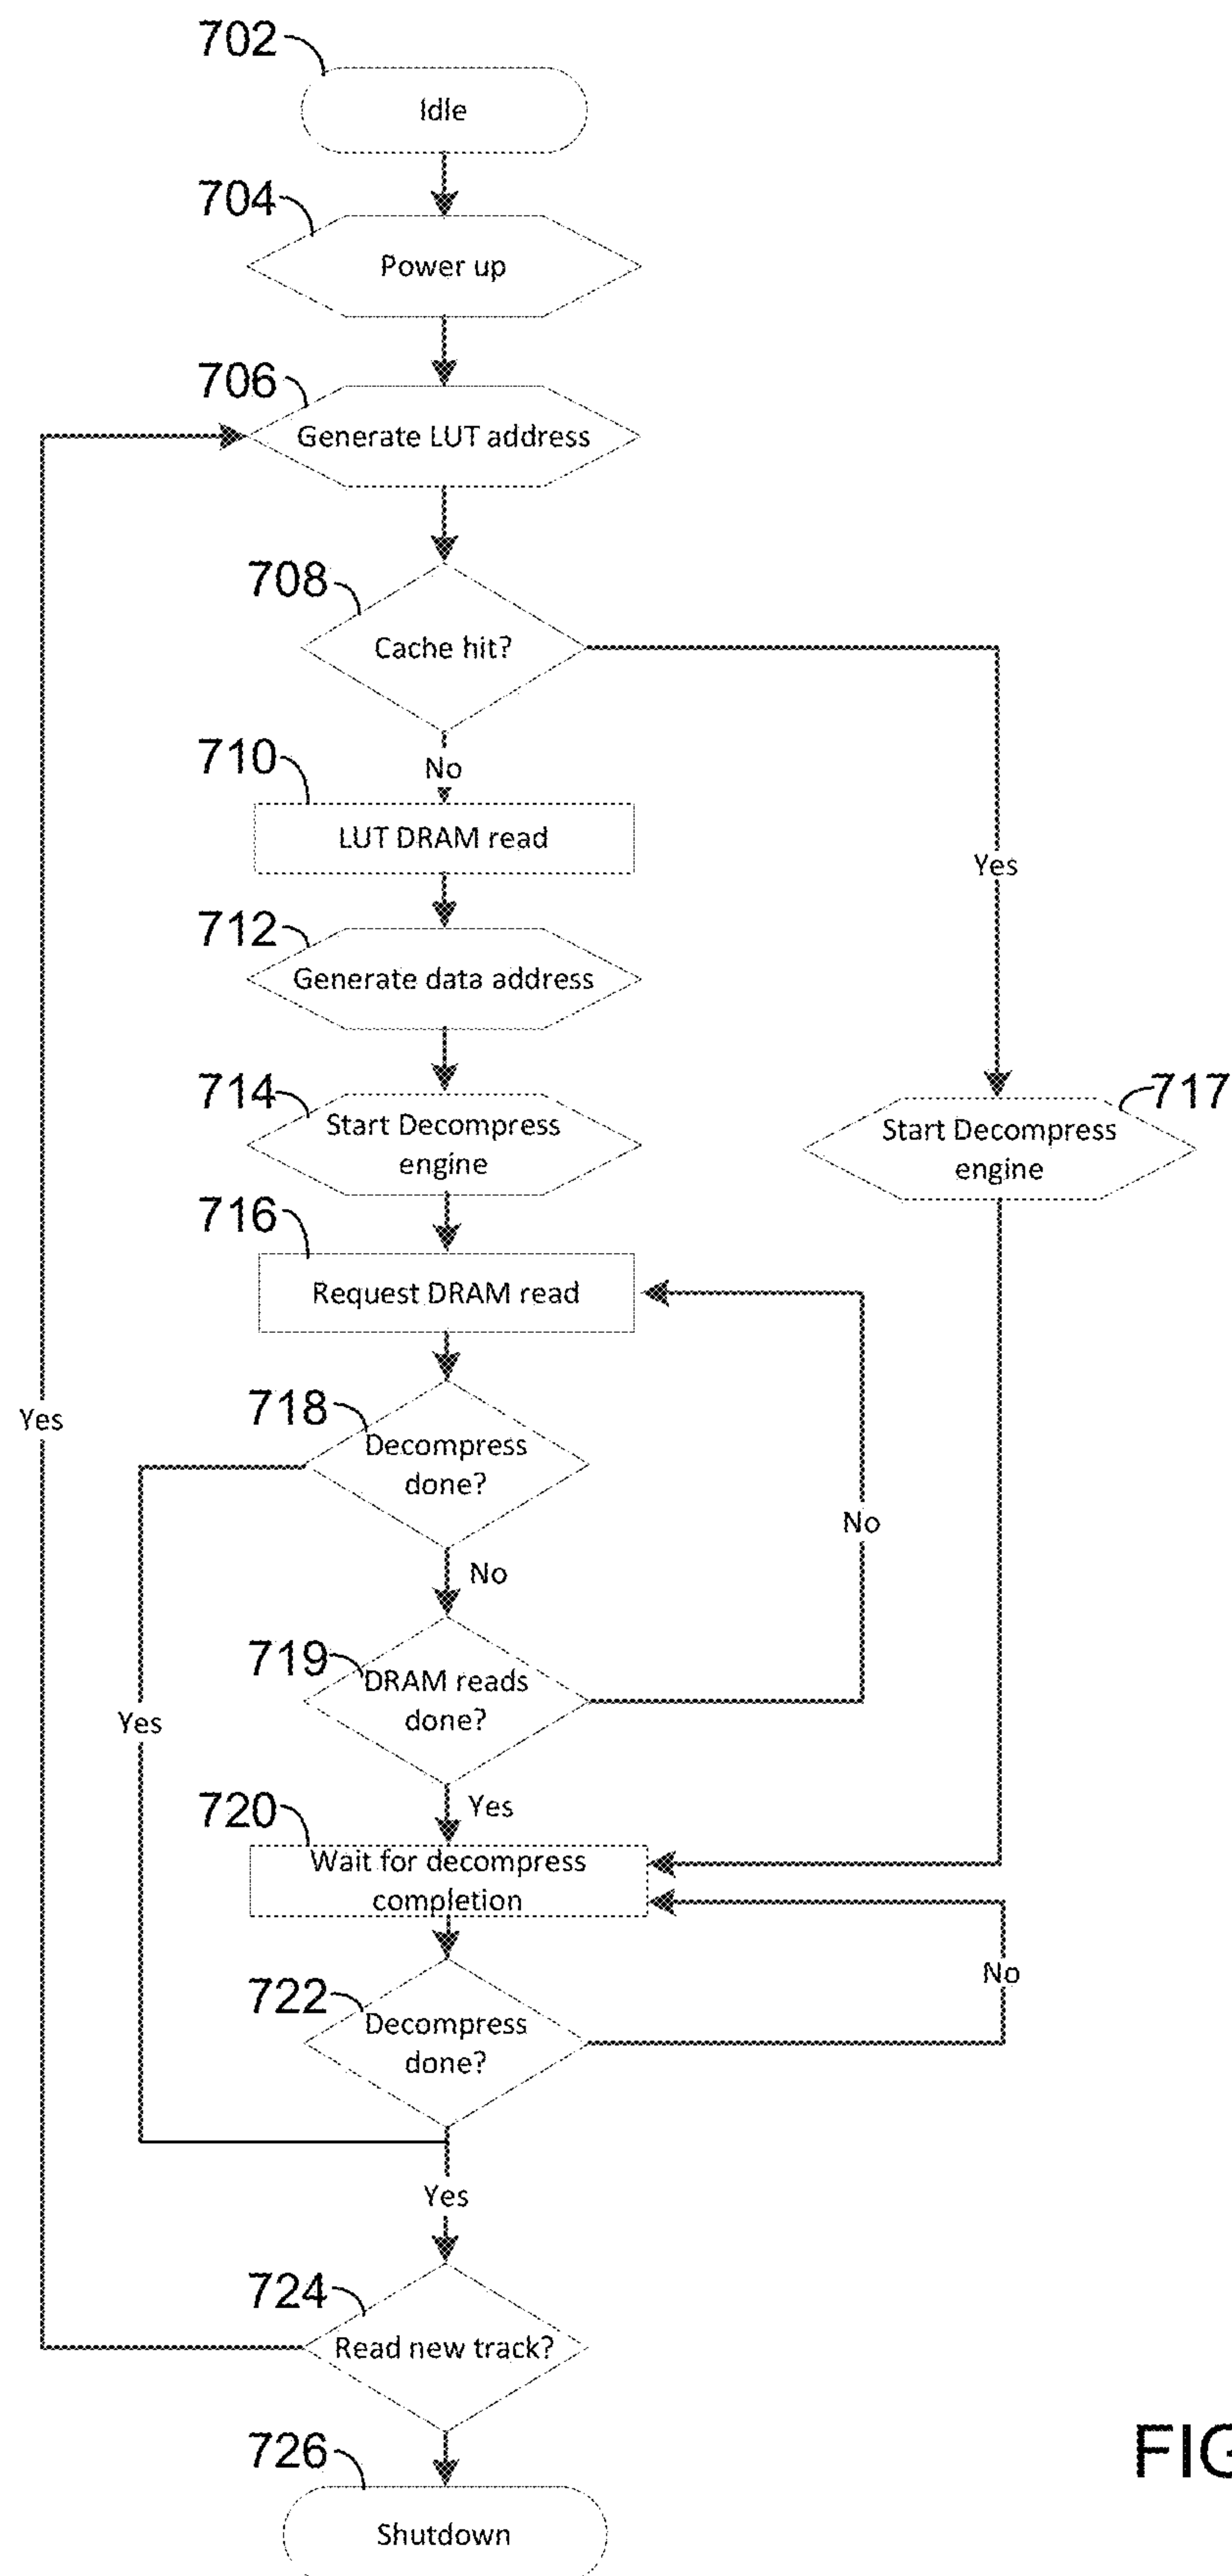 702
Idle
704
Power up
706
Generate LUT address
708
Cache hit?
No
710
LUT DRAM read
Yes
712
Generate data address
714
Start Decompress
engine
717
Start Decompress
engine
716
Request DRAM read
Yes
718
Decompress
done?
No
No
719
DRAM reads
done?
Yes
Yes
720
Wait for decompress
completion
No
722
Decompress
done?
Yes
724
Read new track?
726
Shutdown
FIG